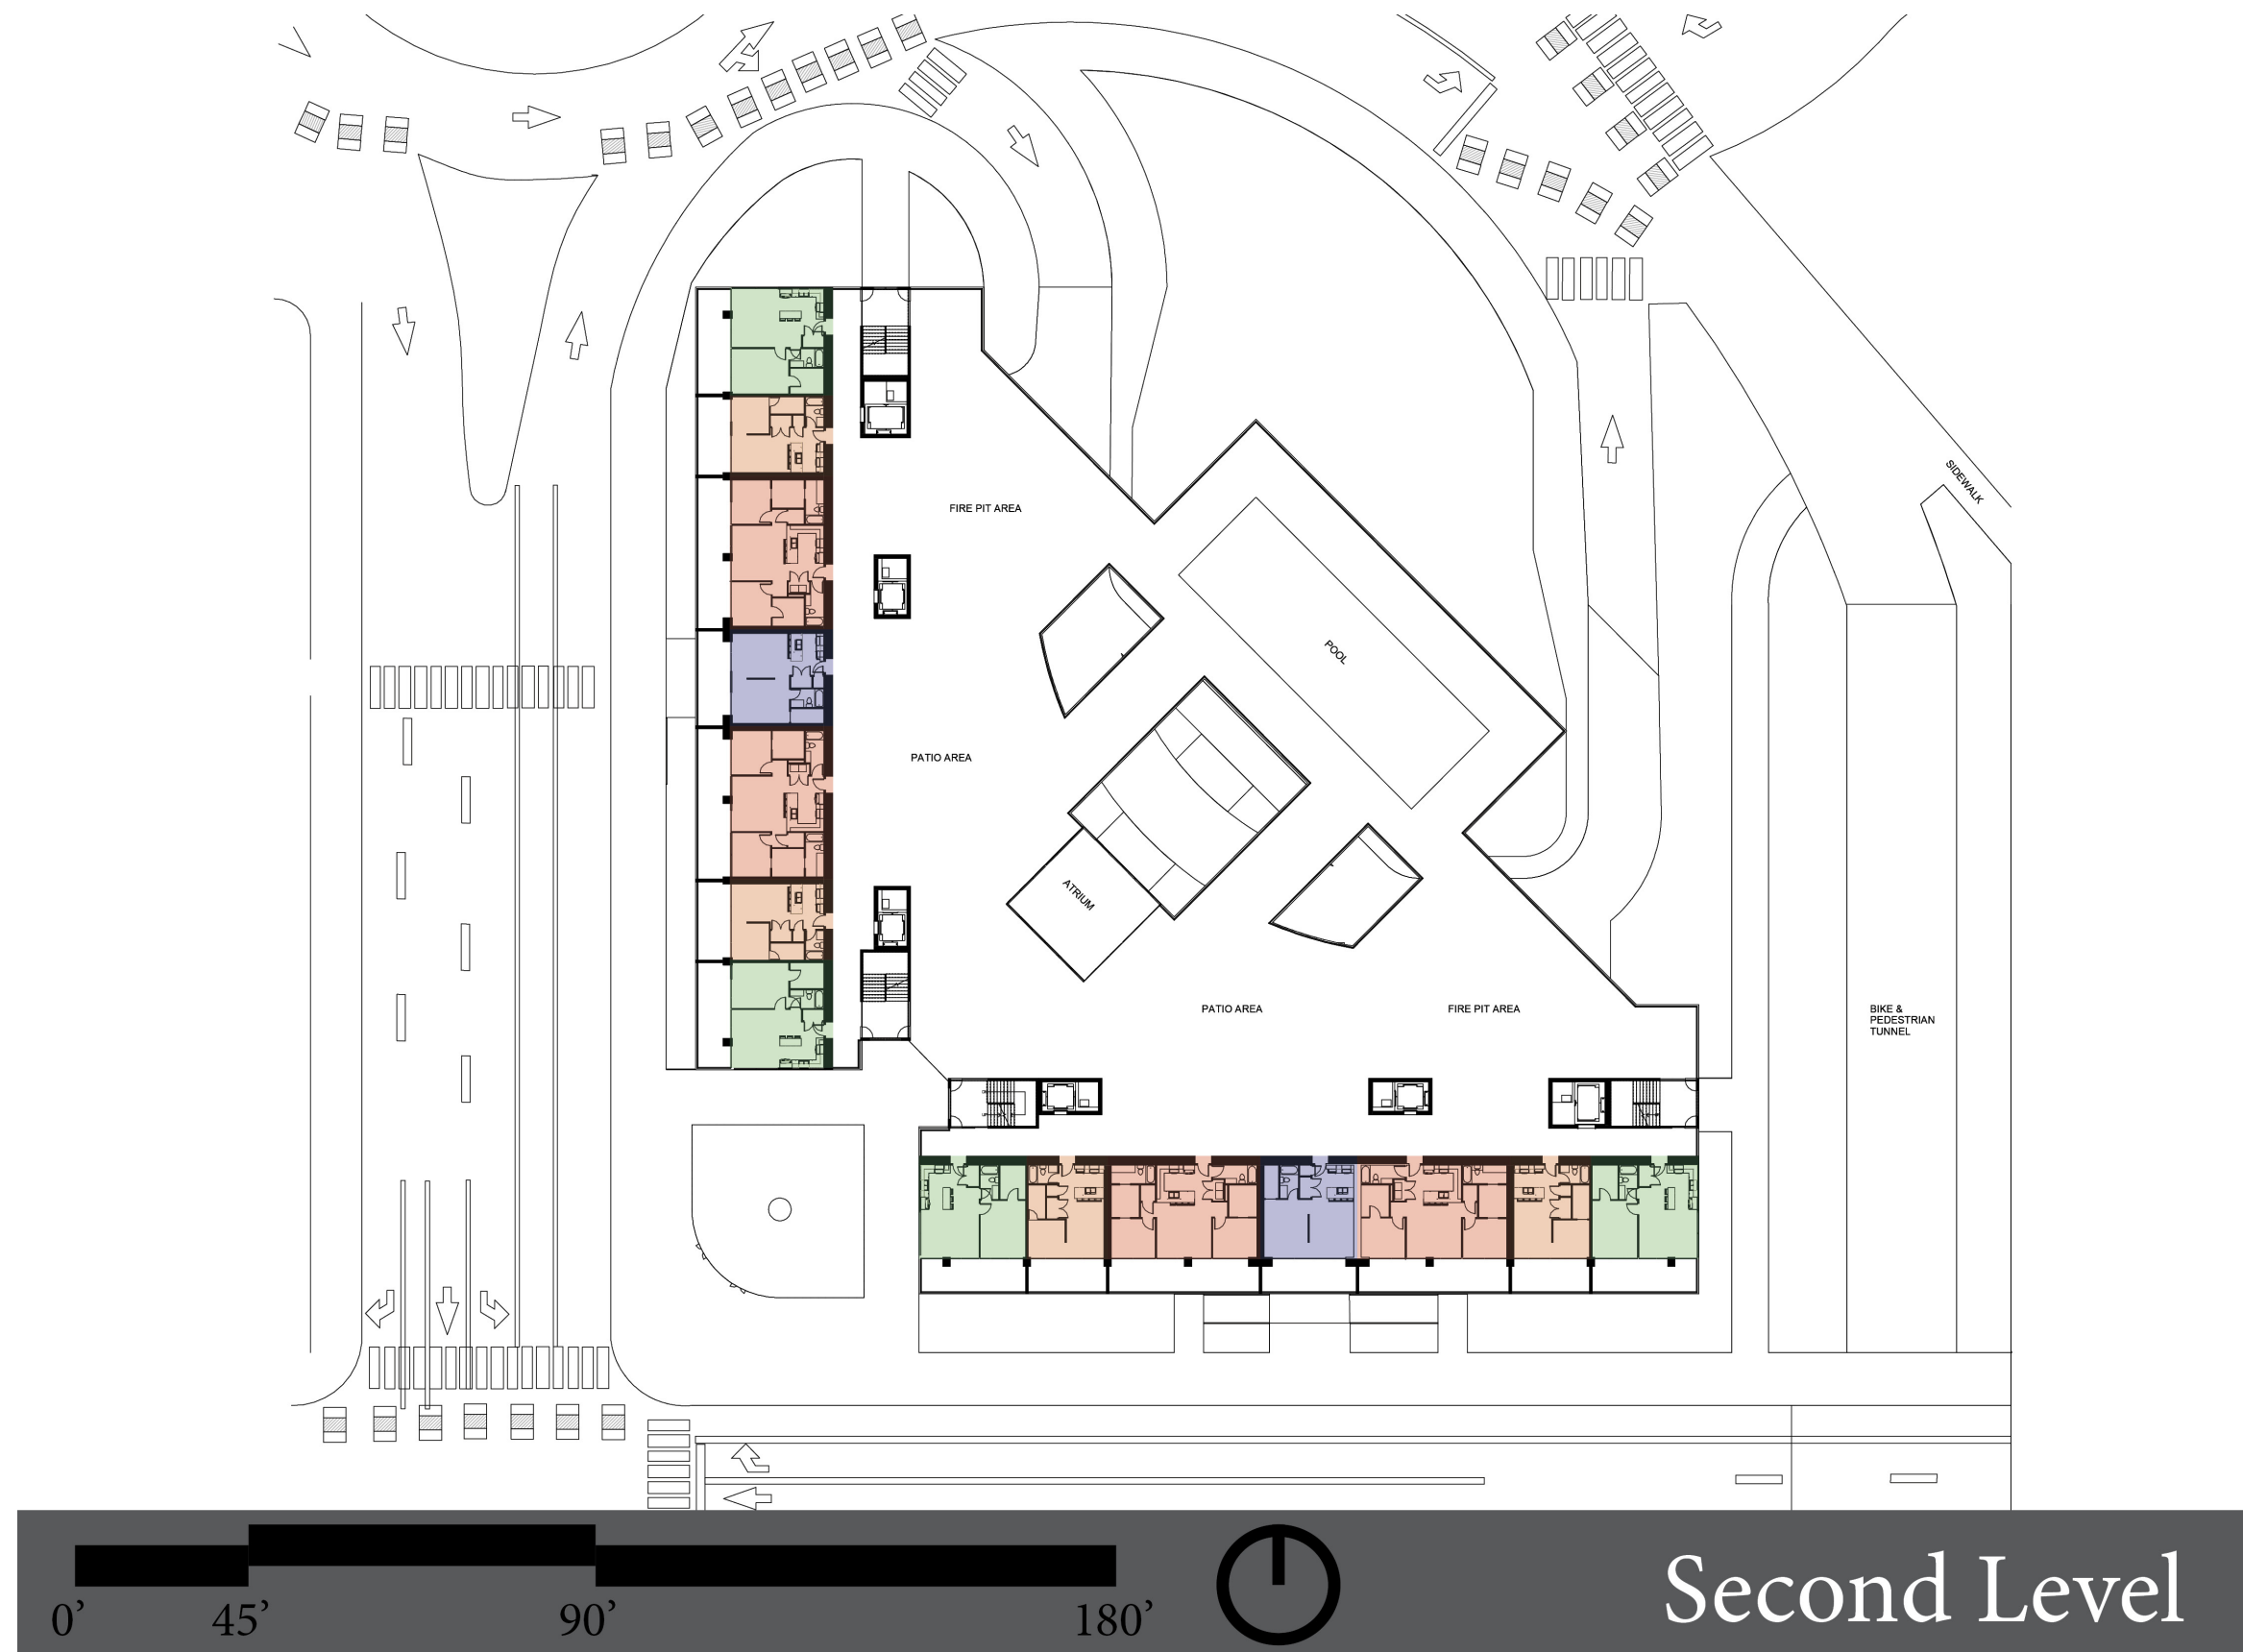 SIDEWALK
FIRE PIT AREA
POOL
PATIO AREA
ATRIUM
PATIO AREA
FIRE PIT AREA
BIKE &
PEDESTRIAN
TUNNEL
0’ 45’ 90’ 180’
Second Level